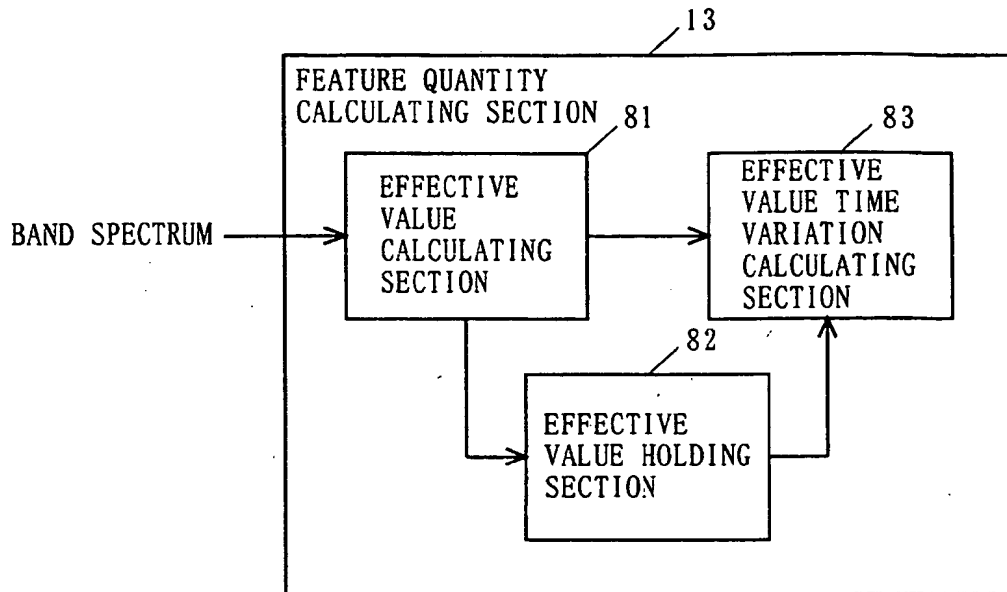 13
FEATURE QUANTITY
CALCULATING SECTION
81
83
EFFECTIVE
VALUE
CALCULATING
SECTION
EFFECTIVE
VALUE TIME
VARIATION
CALCULATING
SECTION
BAND SPECTRUM
82
EFFECTIVE
VALUE HOLDING
SECTION